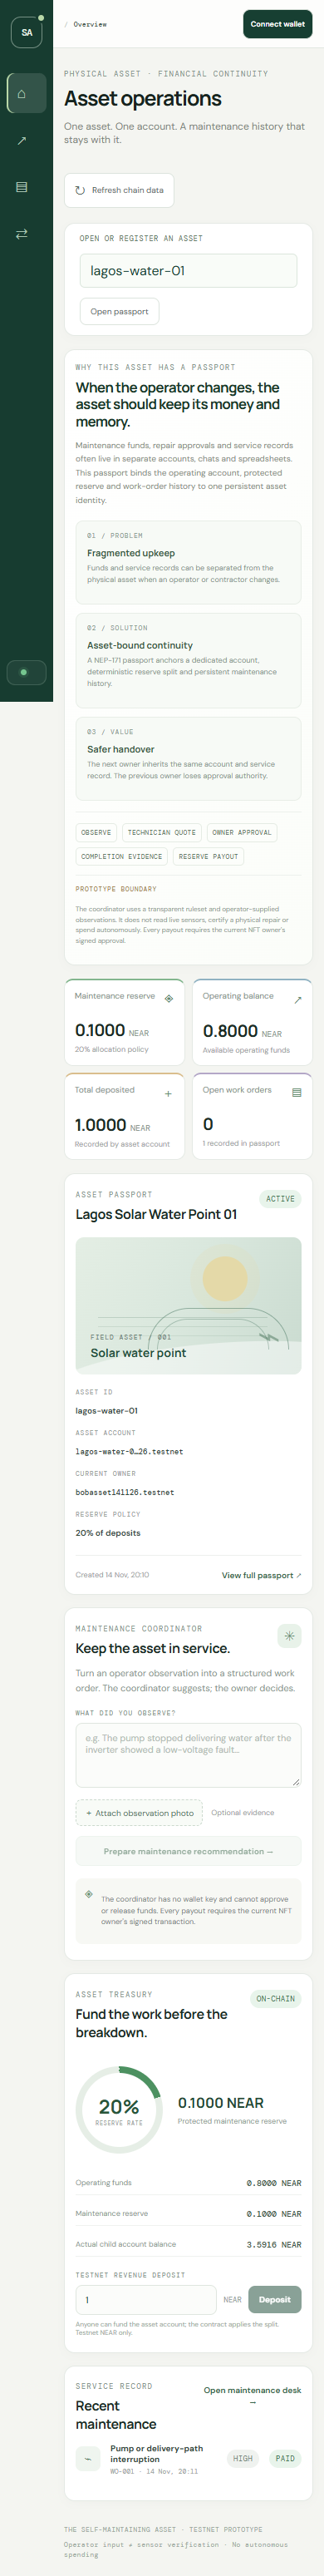 SA
/ Overview
Connect wallet
PHYSICAL ASSET · FINANCIAL CONTINUITY
Asset operations
One asset. One account. A maintenance history that
stays with it.
Refresh chain data
OPEN OR REGISTER AN ASSET
lagos-water-01
Open passport
WHY THIS ASSET HAS A PASSPORT
When the operator changes, the
asset should keep its money and
memory.
Maintenance funds, repair approvals and service records
often live in separate accounts, chats and spreadsheets.
This passport binds the operating account, protected
reserve and work-order history to one persistent asset
identity.
01 / PROBLEM
Fragmented upkeep
Funds and service records can be separated from the
physical asset when an operator or contractor changes.
02 / SOLUTION
Asset-bound continuity
A NEP-171 passport anchors a dedicated account,
deterministic reserve split and persistent maintenance
history.
03 / VALUE
Safer handover
The next owner inherits the same account and service
record. The previous owner loses approval authority.
OBSERVE
TECHNICIAN QUOTE
OWNER APPROVAL
COMPLETION EVIDENCE
RESERVE PAYOUT
PROTOTYPE BOUNDARY
The coordinator uses a transparent ruleset and operator-supplied
observations. It does not read live sensors, certify a physical repair or
spend autonomously. Every payout requires the current NFT owner's
signed approval.
Maintenance reserve
0.1000 NEAR
20% allocation policy
Operating balance
0.8000 NEAR
Available operating funds
Total deposited
1.0000 NEAR
Recorded by asset account
Open work orders
0
1 recorded in passport
ASSET PASSPORT
ACTIVE
Lagos Solar Water Point 01
FIELD ASSET / 001
Solar water point
ASSET ID
lagos-water-01
ASSET ACCOUNT
lagos-water-0…26.testnet
CURRENT OWNER
bobasset141126.testnet
RESERVE POLICY
20% of deposits
Created 14 Nov, 20:10
View full passport ↗
MAINTENANCE COORDINATOR
Keep the asset in service.
Turn an operator observation into a structured work
order. The coordinator suggests; the owner decides.
WHAT DID YOU OBSERVE?
e.g. The pump stopped delivering water after the
inverter showed a low-voltage fault...
+ Attach observation photo
Optional evidence
Prepare maintenance recommendation →
The coordinator has no wallet key and cannot approve
or release funds. Every payout requires the current NFT
owner's signed transaction.
ASSET TREASURY
ON-CHAIN
Fund the work before the
breakdown.
20%
RESERVE RATE
0.1000 NEAR
Protected maintenance reserve
Operating funds 0.8000 NEAR
Maintenance reserve 0.1000 NEAR
Actual child account balance 3.5916 NEAR
TESTNET REVENUE DEPOSIT
1 NEAR Deposit
Anyone can fund the asset account; the contract applies the split.
Testnet NEAR only.
SERVICE RECORD
Recent
maintenance
Open maintenance desk
→
Pump or delivery-path
interruption
WO-001 · 14 Nov, 20:11
HIGH
PAID
THE SELF-MAINTAINING ASSET · TESTNET PROTOTYPE
Operator input ≠ sensor verification · No autonomous
spending